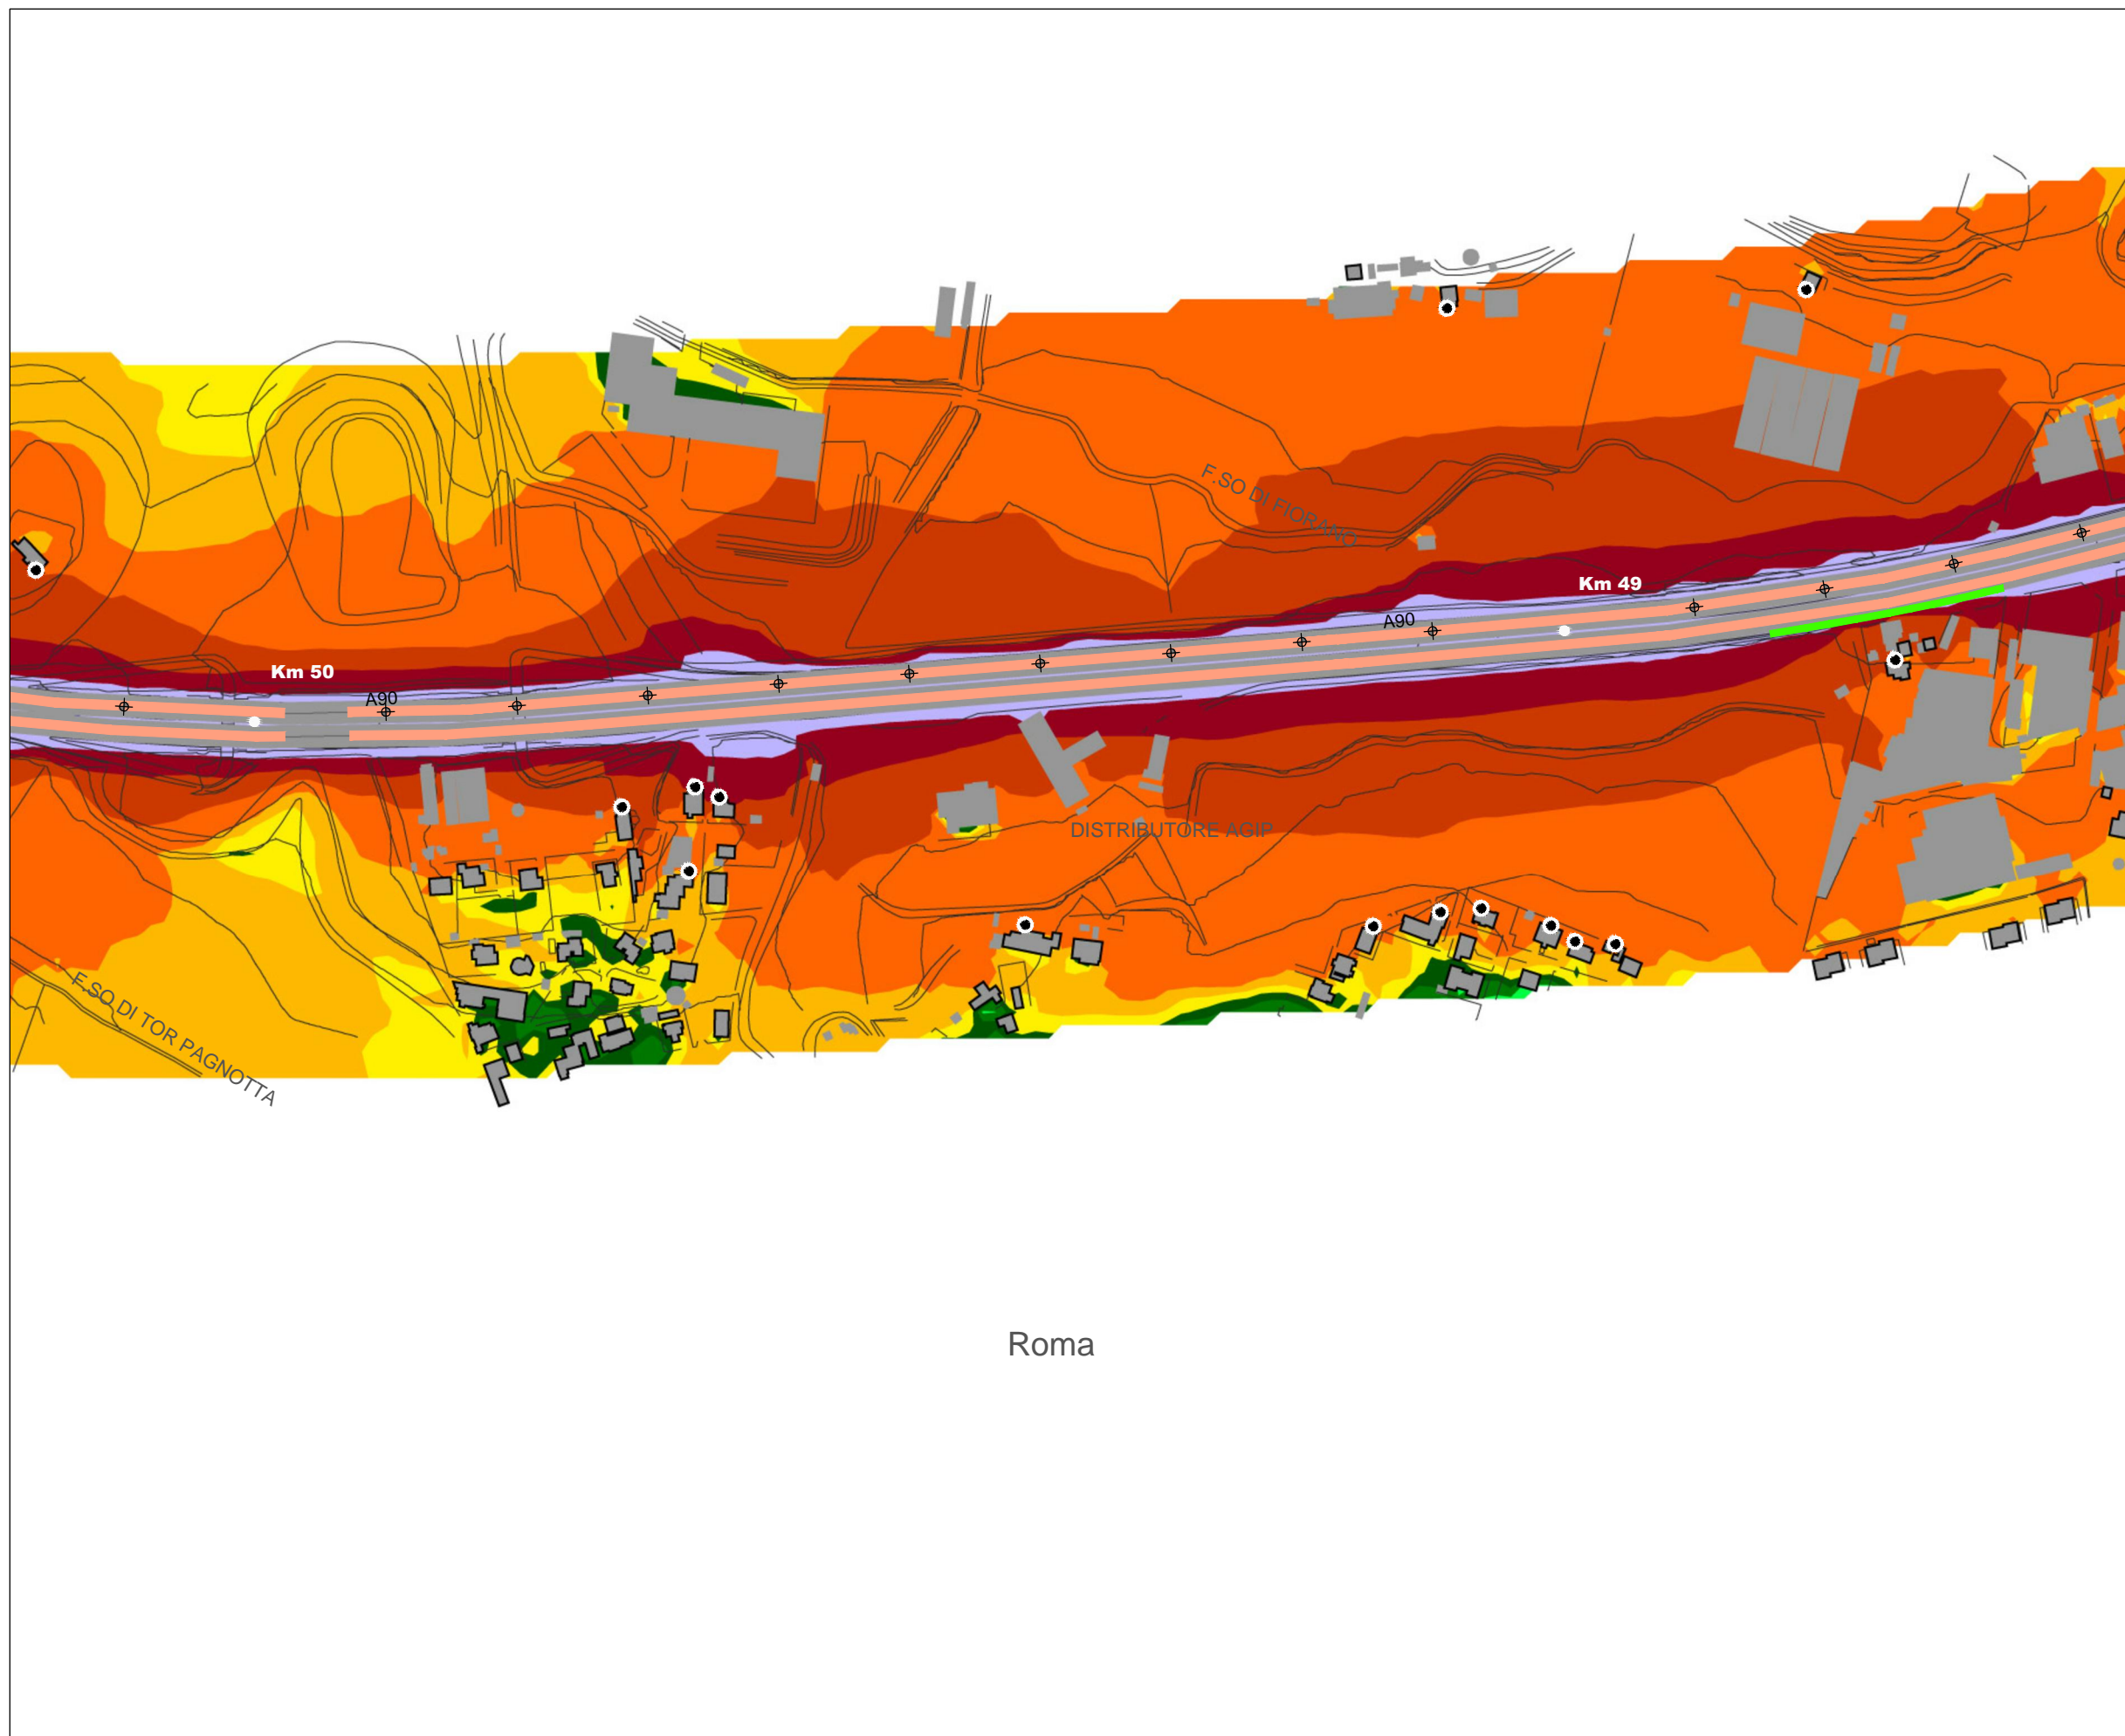 F.SO DI FIORANO
Km 49
A90
Km 50
A90
DISTRIBUTORE AGIP
F.SO DI TOR PAGNOTTA
Roma